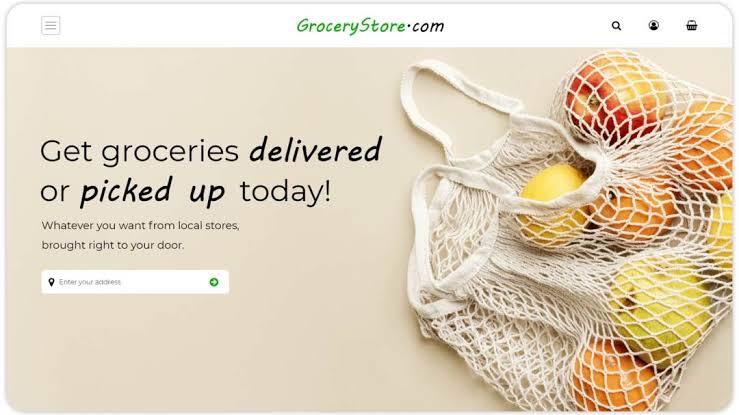 GroceryStore•com
Get groceries delivered
or picked up today!
Whatever you want from local stores,
brought right to your door.
Enter your address